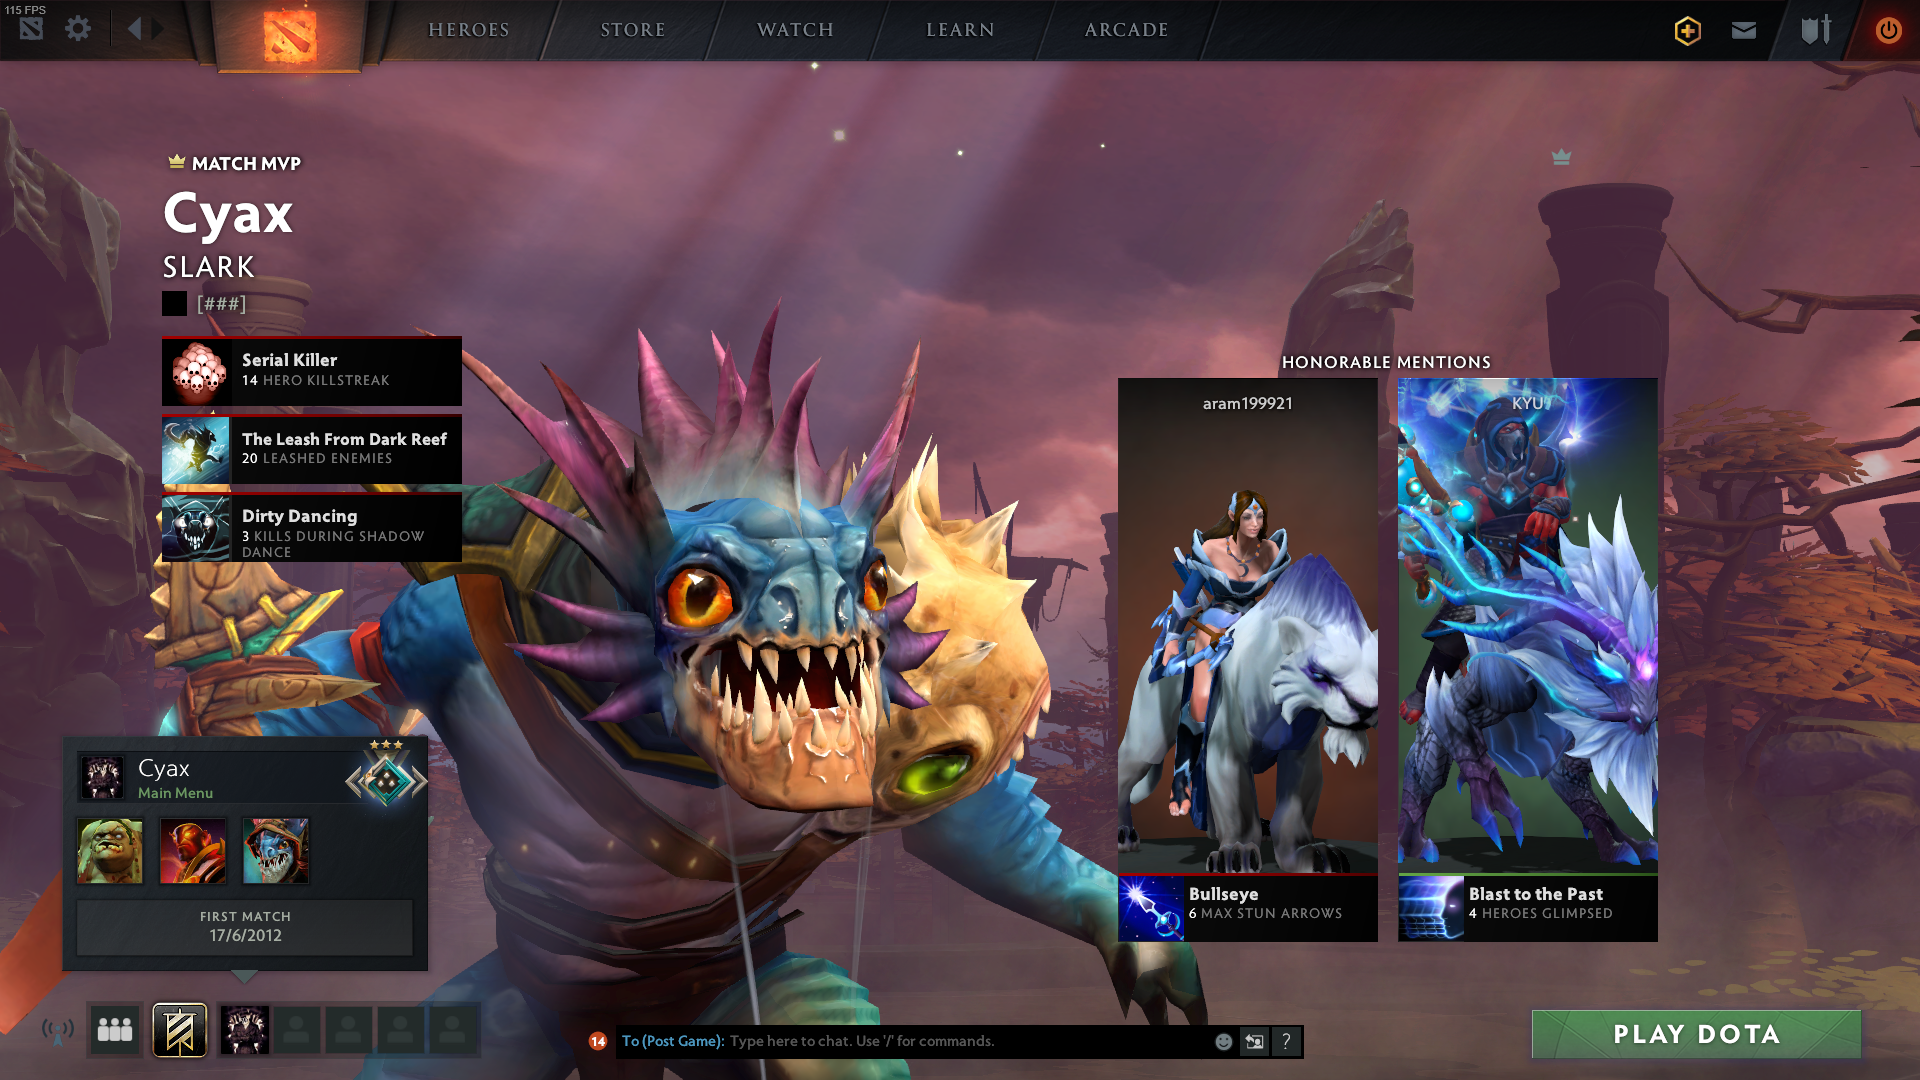 115 FPS
HEROES
STORE
WATCH
LEARN
ARCADE
MATCH MVP
Cyax
SLARK
[###]
Serial Killer
14 HERO KILLSTREAK
The Leash From Dark Reef
20 LEASHED ENEMIES
Dirty Dancing
3 KILLS DURING SHADOW
DANCE
HONORABLE MENTIONS
aram199921
Bullseye
6 MAX STUN ARROWS
KYU
Blast to the Past
4 HEROES GLIMPSED
Cyax
Main Menu
FIRST MATCH
17/6/2012
14
To (Post Game): Type here to chat. Use '/' for commands.
?
PLAY DOTA